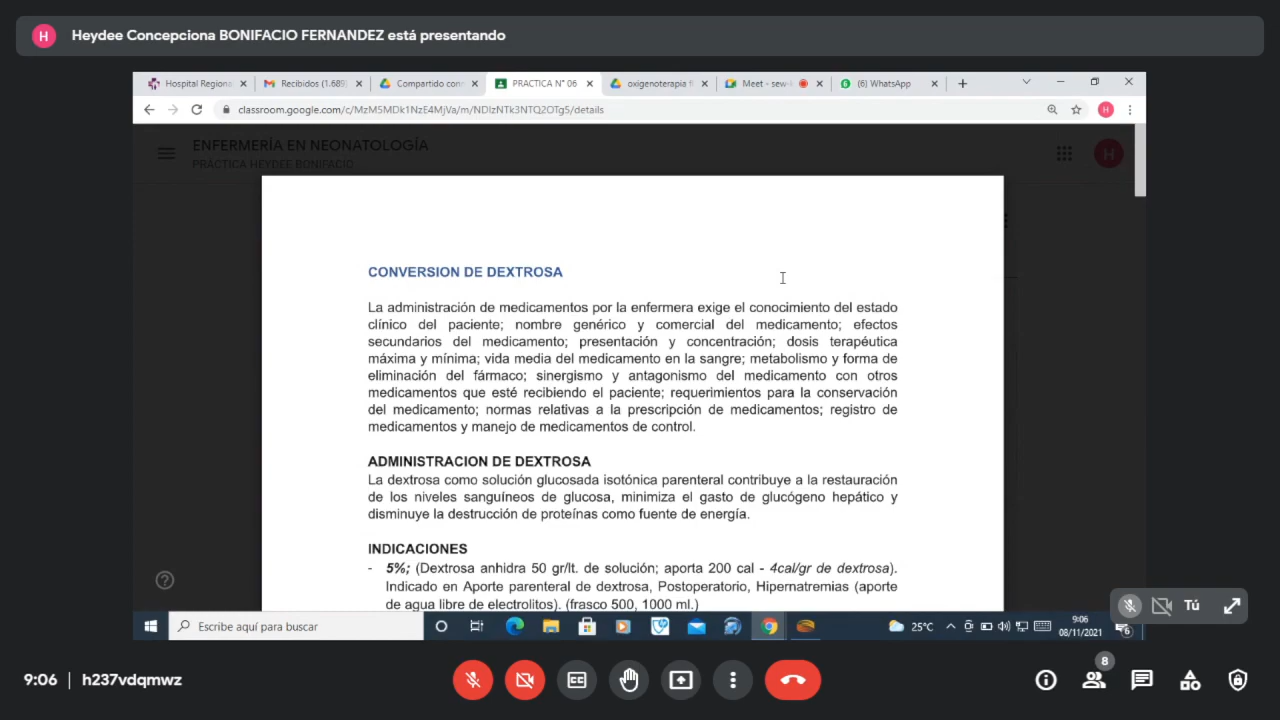 H Heydee Concepciona BONIFACIO FERNANDEZ está presentando
Hospital Regiona Recibidos (1.689) Compartido con PRACTICA N° 06 oxigenoterapia f Meet - sew- (6) WhatsApp
classroom.google.com/c/MzM5MDk1NzE4MjVa/m/NDIzNTk3NTQ2OTg5/details H
ENFERMERÍA EN NEONATOLOGÍA
PRÁCTICA HEYDEE BONIFACIO H
CONVERSION DE DEXTROSA
La administración de medicamentos por la enfermera exige el conocimiento del estado
clínico del paciente; nombre genérico y comercial del medicamento; efectos
secundarios del medicamento; presentación y concentración; dosis terapéutica
máxima y mínima; vida media del medicamento en la sangre; metabolismo y forma de
eliminación del fármaco; sinergismo y antagonismo del medicamento con otros
medicamentos que esté recibiendo el paciente; requerimientos para la conservación
del medicamento; normas relativas a la prescripción de medicamentos; registro de
medicamentos y manejo de medicamentos de control.
ADMINISTRACION DE DEXTROSA
La dextrosa como solución glucosada isotónica parenteral contribuye a la restauración
de los niveles sanguíneos de glucosa, minimiza el gasto de glucógeno hepático y
disminuye la destrucción de proteínas como fuente de energía.
INDICACIONES
- 5%; (Dextrosa anhidra 50 gr/lt. de solución; aporta 200 cal - 4cal/gr de dextrosa).
Indicado en Aporte parenteral de dextrosa, Postoperatorio, Hipernatremias (aporte
de agua libre de electrolitos). (frasco 500, 1000 ml.)
Tú
Escribe aquí para buscar 25°C 9:06
08/11/2021 6
9:06 | h237vdqmwz CC 8